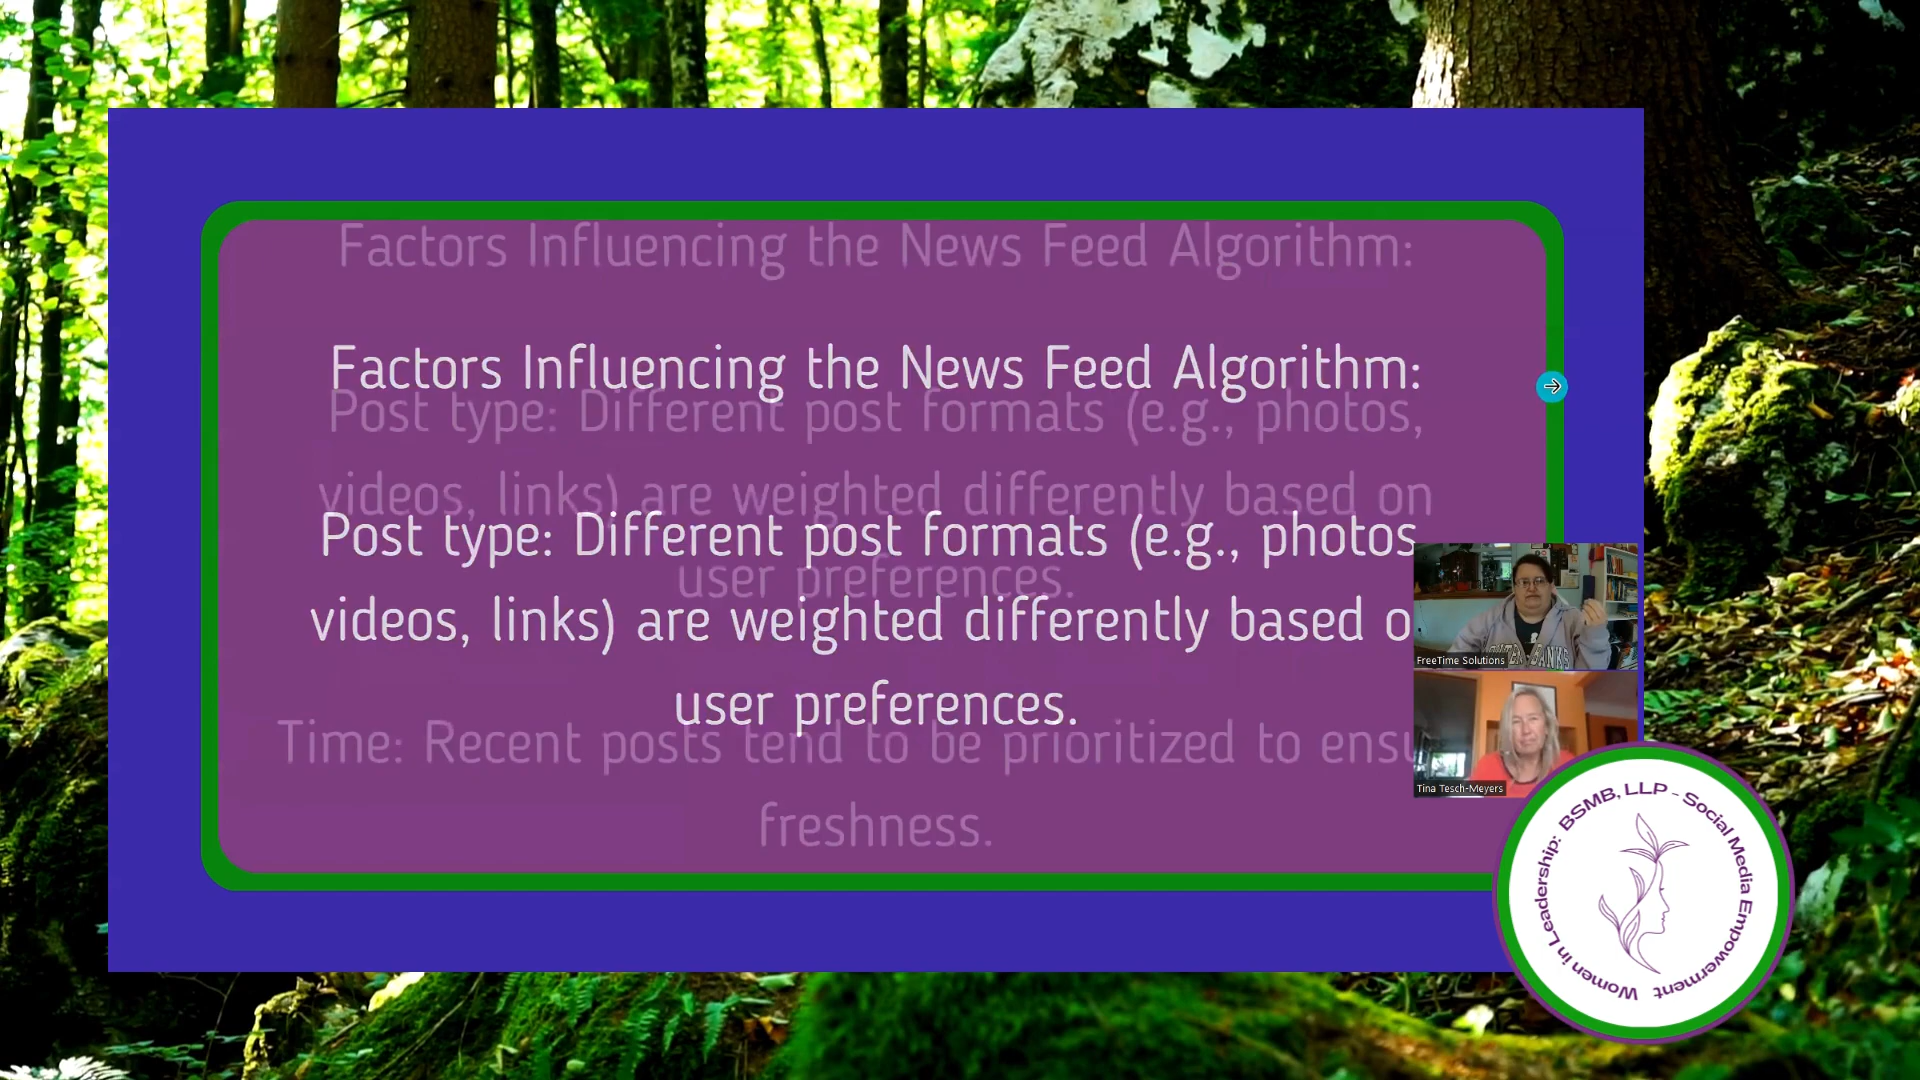 Factors Influencing the News Feed Algorithm:
Factors Influencing the News Feed Algorithm:
Post type: Different post formats (e.g., photos,
videos, links) are weighted differently based on
user preferences.
Post type: Different post formats (e.g., photos
videos, links) are weighted differently based o
user preferences.
Time: Recent posts tend to be prioritized to ensu
freshness.
OUTER BANKS
FreeTime Solutions
Tina Tesch-Meyers
Women in Leadership: BSMB, LLP - Social Media Empowerment